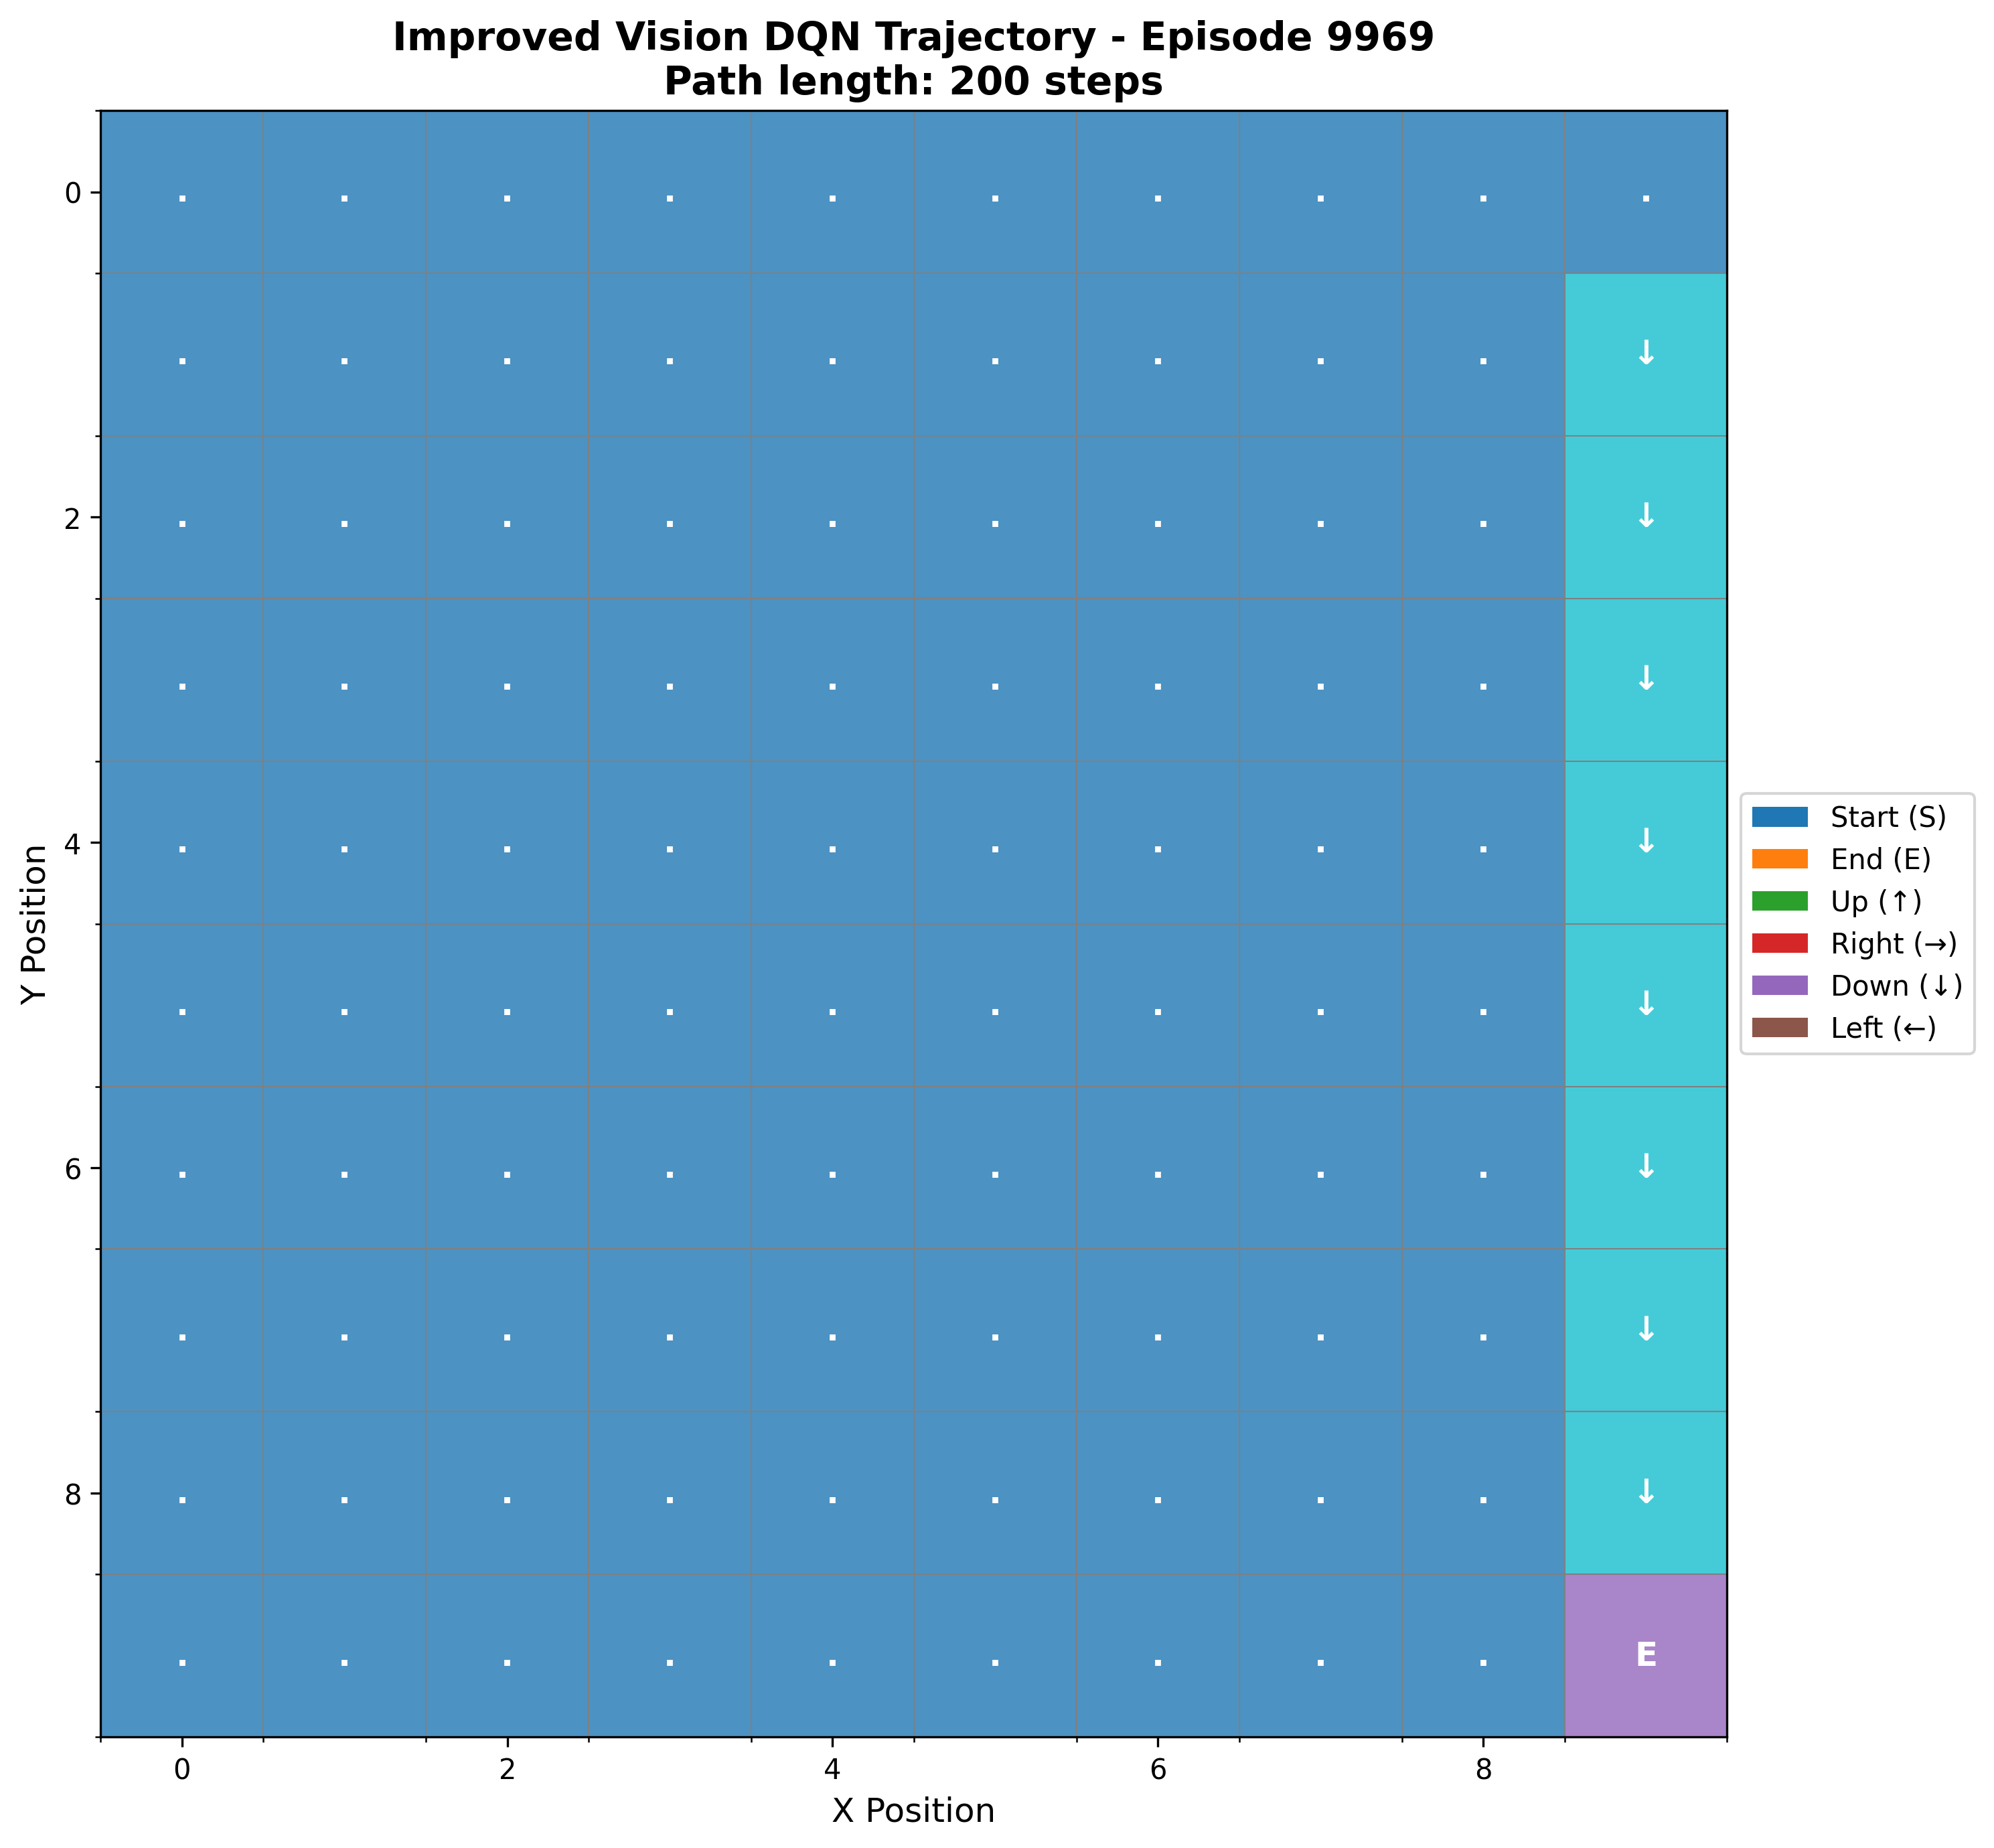 Improved Vision DQN Trajectory - Episode 9969
Path length: 200 steps
0
2
4
6
8
Y Position
. . . . . . . . . .
. . . . . . . . . ↓
. . . . . . . . . ↓
. . . . . . . . . ↓
. . . . . . . . . ↓
. . . . . . . . . ↓
. . . . . . . . . ↓
. . . . . . . . . ↓
. . . . . . . . . ↓
. . . . . . . . . E
0 2 4 6 8
X Position
Start (S)
End (E)
Up (↑)
Right (→)
Down (↓)
Left (←)